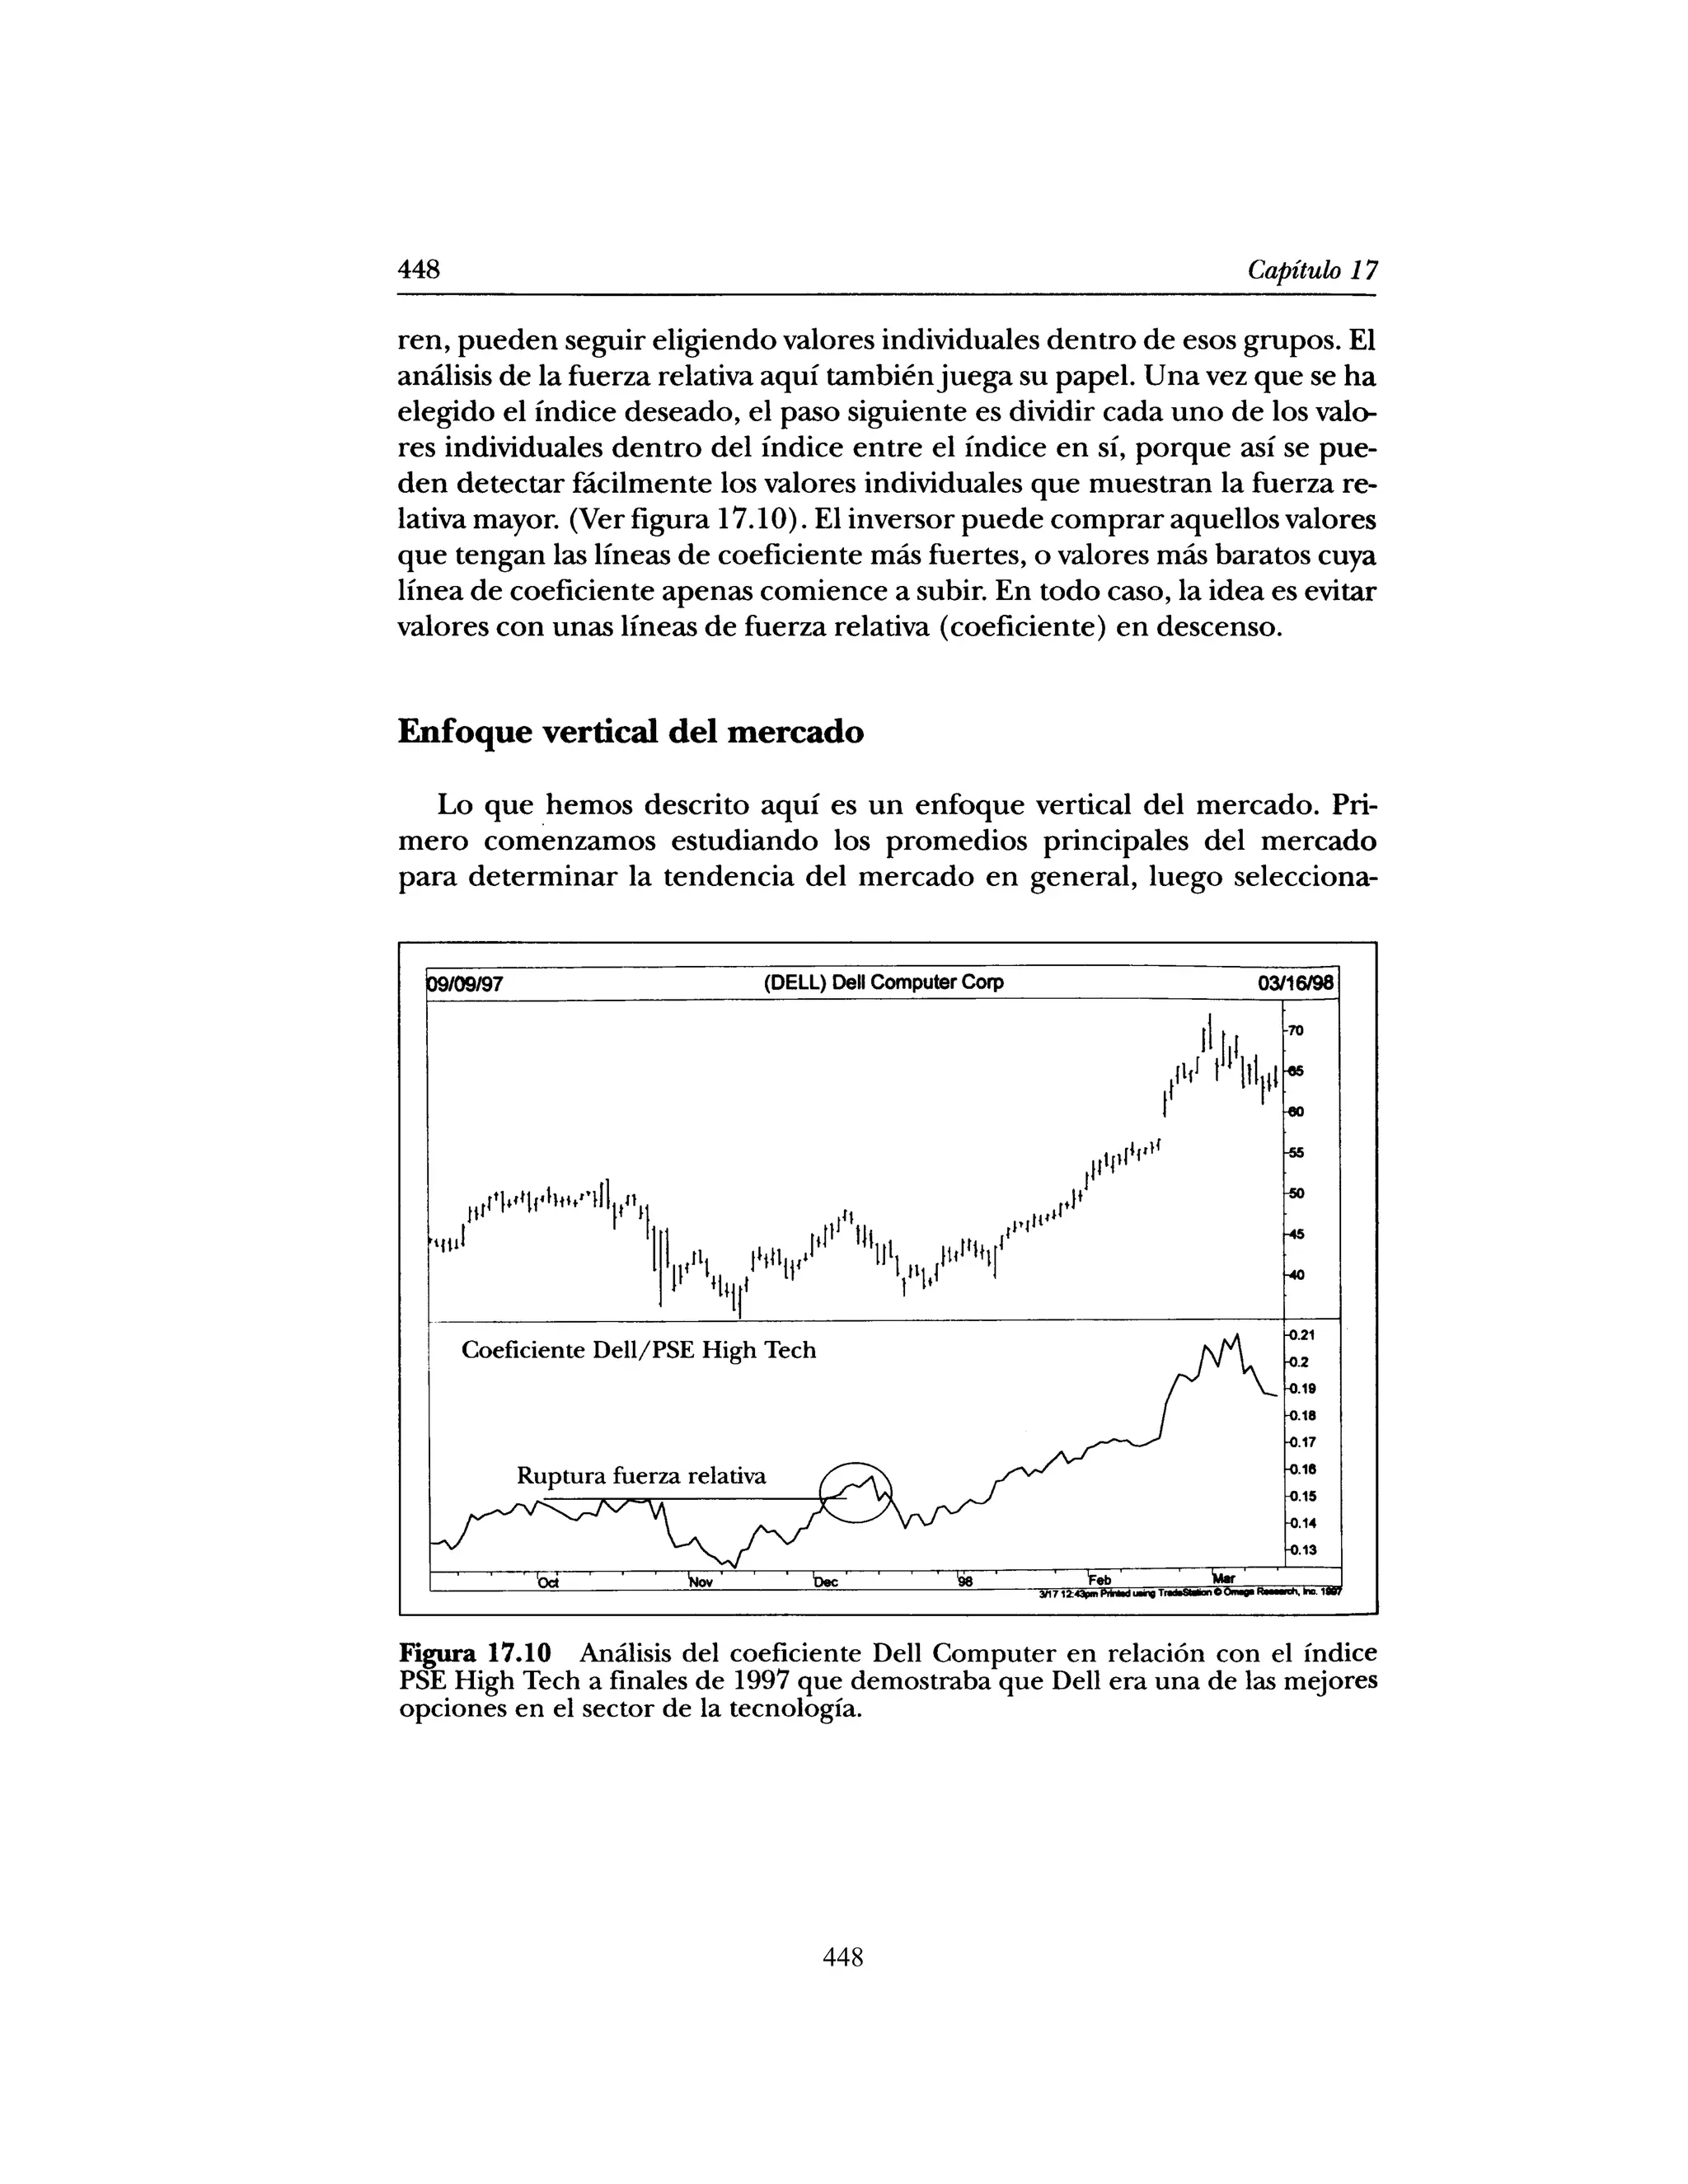 448 Capítulo 17
ren, pueden seguir eligiendo valores individuales dentro de esos grupos. El
análisis de la fuerza relativa aquí también juega su papel. Una vez que se ha
elegido el índice deseado, el paso siguiente es dividir cada uno de los valo-
res individuales dentro del índice entre el índice en sí, porque así se pue-
den detectar fácilmente los valores individuales que muestran la fuerza re-
lativa mayor. (Ver figura 17.10). El inversor puede comprar aquellos valores
que tengan las líneas de coeficiente más fuertes, o valores más baratos cuya
línea de coeficiente apenas comience a subir. En todo caso, la idea es evitar
valores con unas líneas de fuerza relativa (coeficiente) en descenso.
Enfoque vertical del mercado
Lo que hemos descrito aquí es un enfoque vertical del mercado. Pri-
mero comenzamos estudiando los promedios principales del mercado
para determinar la tendencia del mercado en general, luego selecciona-
09/09/97 (DELL) Dell Computer Corp 03/16/98
70
65
60
55
50
45
40
Coeficiente Dell/PSE High Tech
0.21
0.2
0.19
0.18
0.17
Ruptura fuerza relativa
0.16
0.15
0.14
0.13
Oct Nov Dec 98 Feb Mar
3/17 12:43pm Printed using TradeStation © Omega Research, Inc. 1997
Figura 17.10 Análisis del coeficiente Dell Computer en relación con el índice
PSE High Tech a finales de 1997 que demostraba que Dell era una de las mejores
opciones en el sector de la tecnología.
448